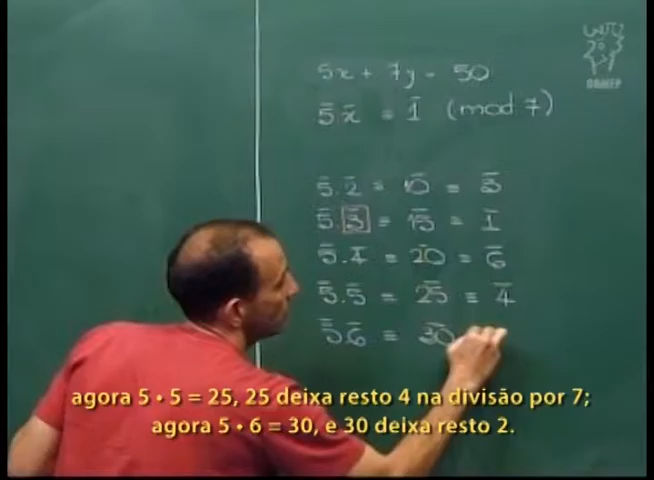 OBMEP
5x + 7y = 50
5̄.x̄ ≡ 1̄ (mod 7)
5̄.2̄ ≡ 1̄0̄ ≡ 3̄
5̄.3̄ ≡ 1̄5̄ ≡ 1̄
5̄.4̄ ≡ 2̄0̄ ≡ 6̄
5̄.5̄ ≡ 2̄5̄ ≡ 4̄
5̄.6̄ ≡ 3̄0̄
agora 5 • 5 = 25, 25 deixa resto 4 na divisão por 7;
agora 5 • 6 = 30, e 30 deixa resto 2.